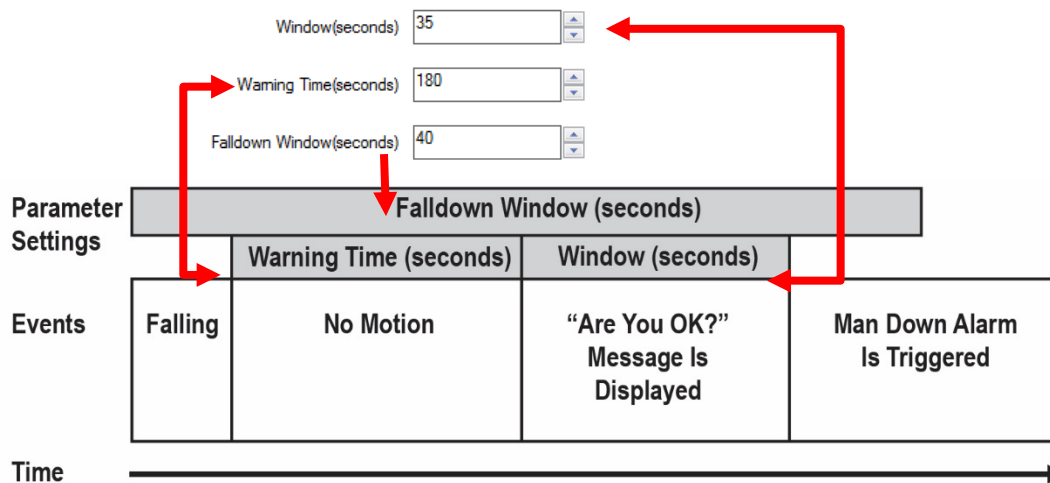 Window(seconds) 35
Warning Time(seconds) 180
Falldown Window(seconds) 40
Parameter Settings
Falldown Window (seconds)
Warning Time (seconds)
Window (seconds)
Events
Falling
No Motion
“Are You OK?”
Message Is
Displayed
Man Down Alarm
Is Triggered
Time